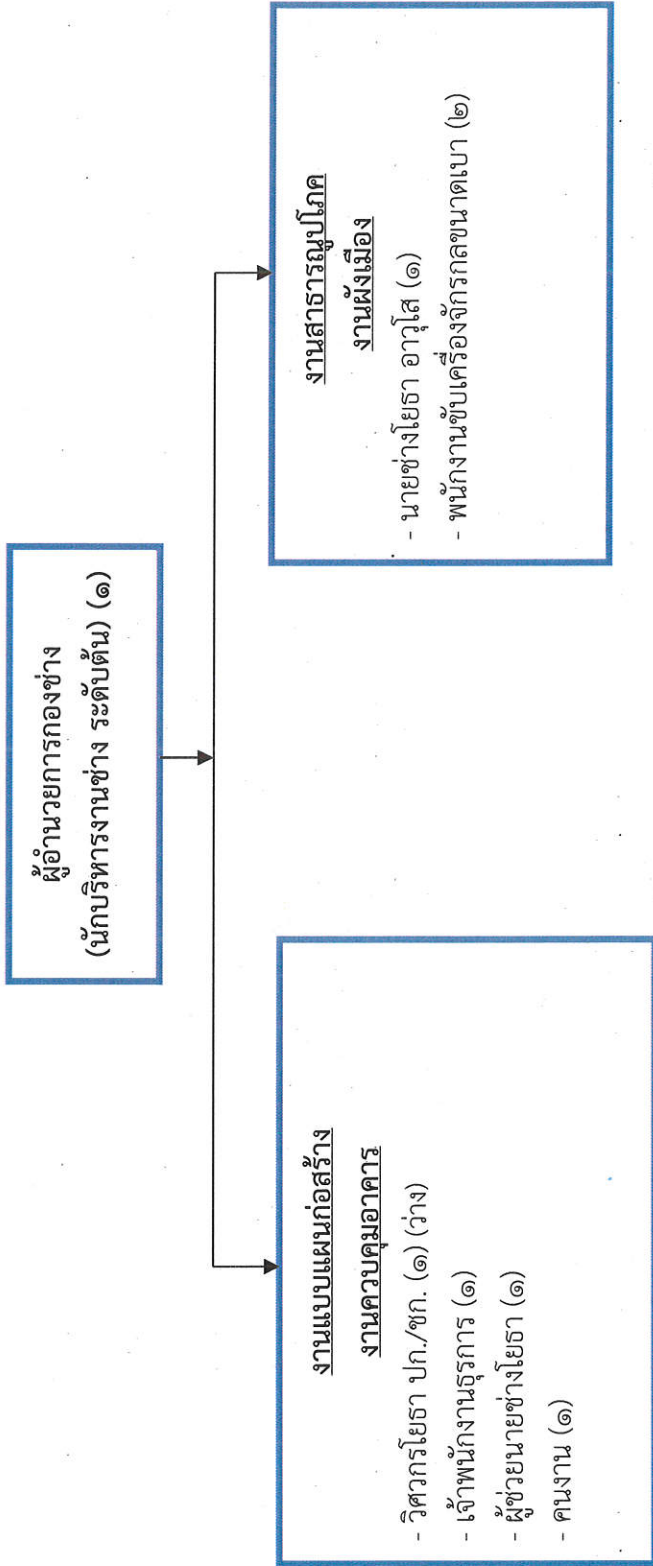 ผู้อำนวยการกองช่าง
(นักบริหารงานช่าง ระดับต้น) (๑)
งานแบบแผนก่อสร้าง
งานควบคุมอาคาร
- วิศวกรโยธา ปก./ชก. (๑) (ว่าง)
- เจ้าพนักงานธุรการ (๑)
- ผู้ช่วยนายช่างโยธา (๑)
- คนงาน (๑)
งานสาธารณูปโภค
งานผังเมือง
- นายช่างโยธา อาวุโส (๑)
- พนักงานขับเครื่องจักรกลขนาดเบา (๒)